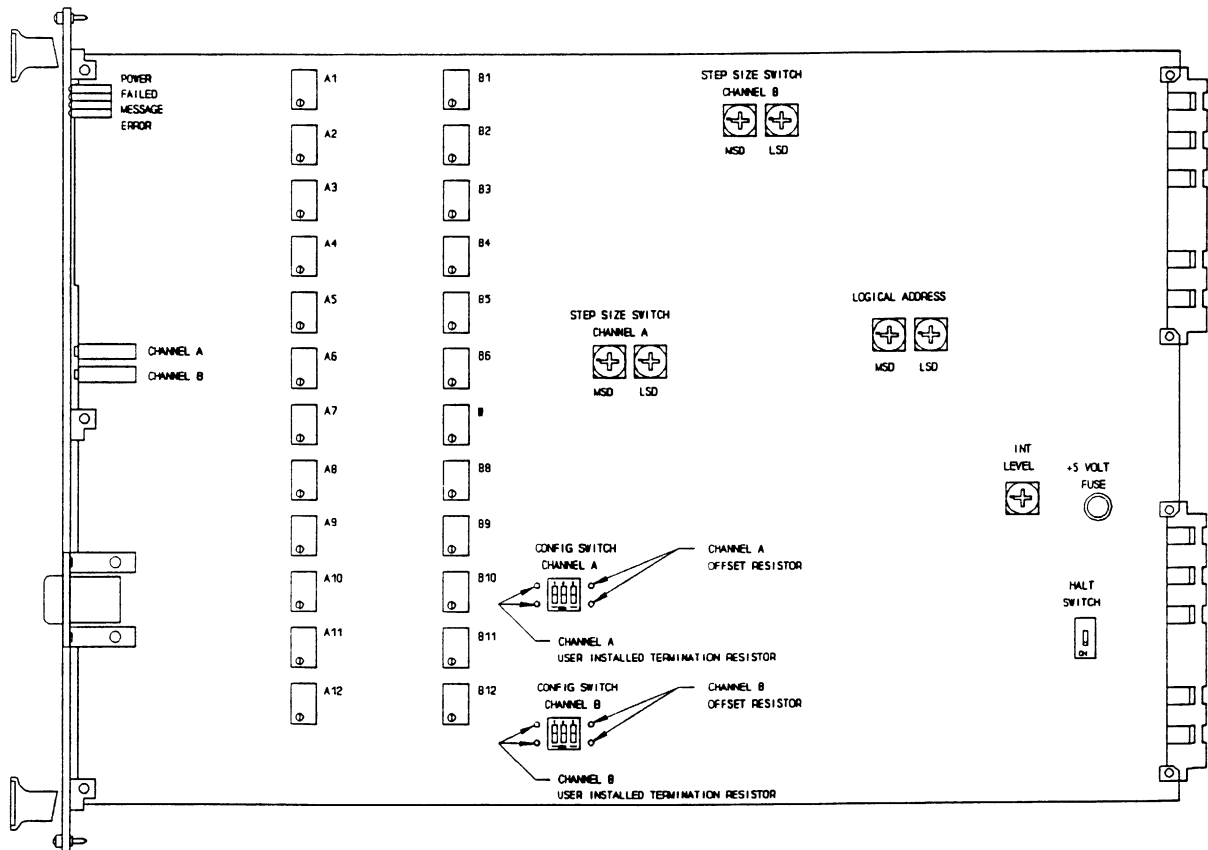 POWER
FAILED
MESSAGE
ERROR
A1
A2
A3
A4
A5
A6
A7
A8
A9
A10
A11
A12
B1
B2
B3
B4
B5
B6
B8
B9
B10
B11
B12
CHANNEL A
CHANNEL B
STEP SIZE SWITCH
CHANNEL B
MSD LSD
STEP SIZE SWITCH
CHANNEL A
MSD LSD
LOGICAL ADDRESS
MSD LSD
INT
LEVEL
+5 VOLT
FUSE
HALT
SWITCH
ON
CONFIG SWITCH
CHANNEL A
CHANNEL A
OFFSET RESISTOR
CHANNEL A
USER INSTALLED TERMINATION RESISTOR
CONFIG SWITCH
CHANNEL B
CHANNEL B
OFFSET RESISTOR
CHANNEL B
USER INSTALLED TERMINATION RESISTOR